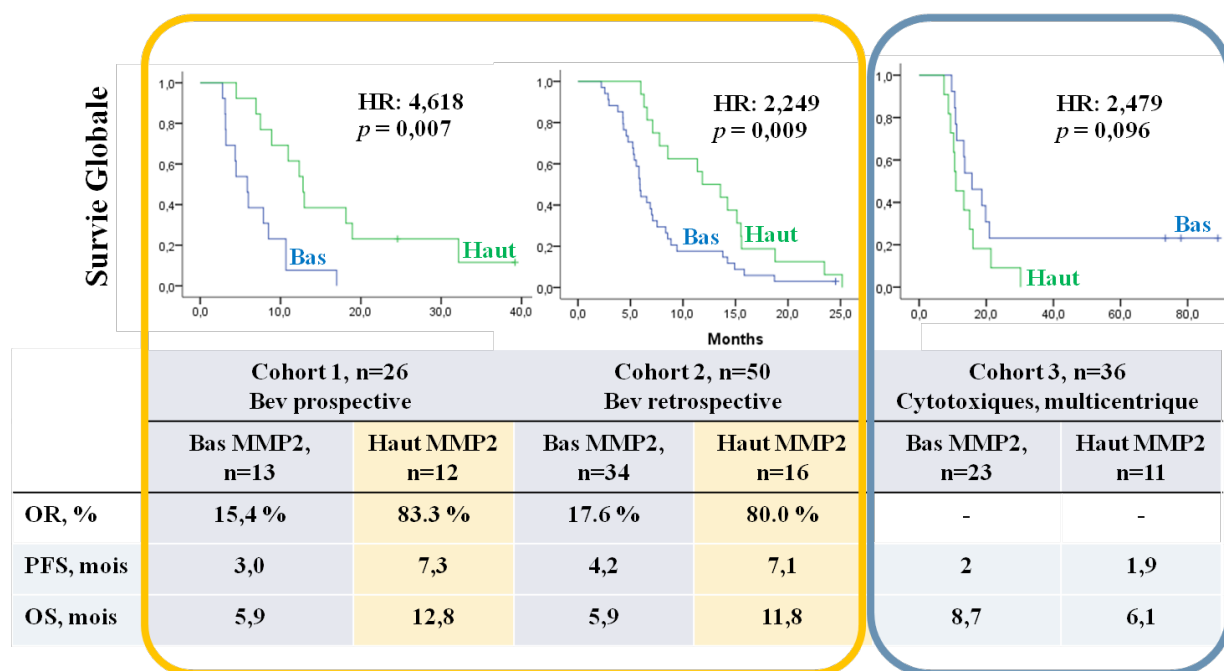 Survie Globale
1,0
0,8
0,6
0,4
0,2
0,0
0,0
10,0
20,0
30,0
40,0
HR: 4,618
p = 0,007
Bas
Haut
1,0
0,8
0,6
0,4
0,2
0,0
0,0
5,0
10,0
15,0
20,0
25,0
Months
HR: 2,249
p = 0,009
Bas
Haut
1,0
0,8
0,6
0,4
0,2
0,0
0,0
20,0
40,0
60,0
80,0
HR: 2,479
p = 0,096
Bas
Haut
Cohort 1, n=26
Bev prospective
Cohort 2, n=50
Bev retrospective
Cohort 3, n=36
Cytotoxiques, multicentrique
Bas MMP2,
n=13
Haut MMP2
n=12
Bas MMP2,
n=34
Haut MMP2
n=16
Bas MMP2,
n=23
Haut MMP2
n=11
OR, % 15,4 % 83.3 % 17.6 % 80.0 % - -
PFS, mois 3,0 7,3 4,2 7,1 2 1,9
OS, mois 5,9 12,8 5,9 11,8 8,7 6,1